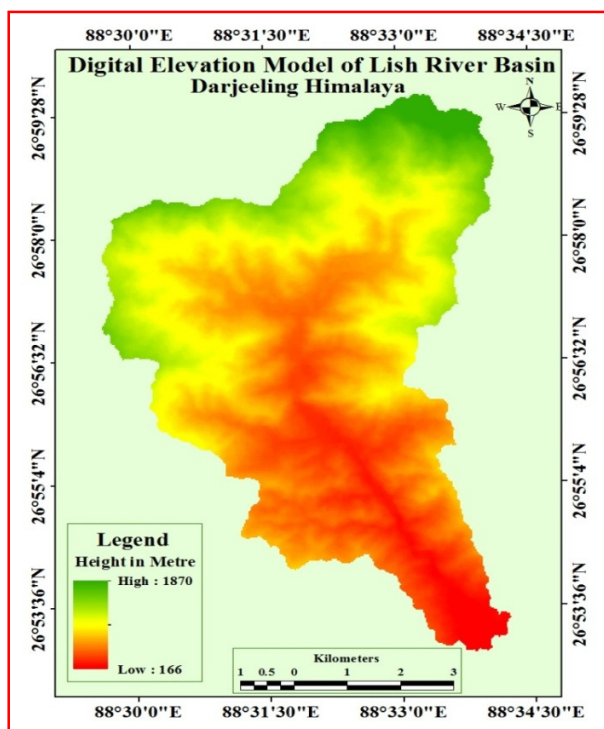 88°30'0"E 88°31'30"E 88°33'0"E 88°34'30"E
Digital Elevation Model of Lish River Basin
Darjeeling Himalaya
N
W E
S
26°59'28"N 26°59'28"N
26°58'0"N 26°58'0"N
26°56'32"N 26°56'32"N
26°55'4"N 26°55'4"N
26°53'36"N 26°53'36"N
Legend
Height in Metre
High : 1870
Low : 166
Kilometers
1 0.5 0 1 2 3
88°30'0"E 88°31'30"E 88°33'0"E 88°34'30"E